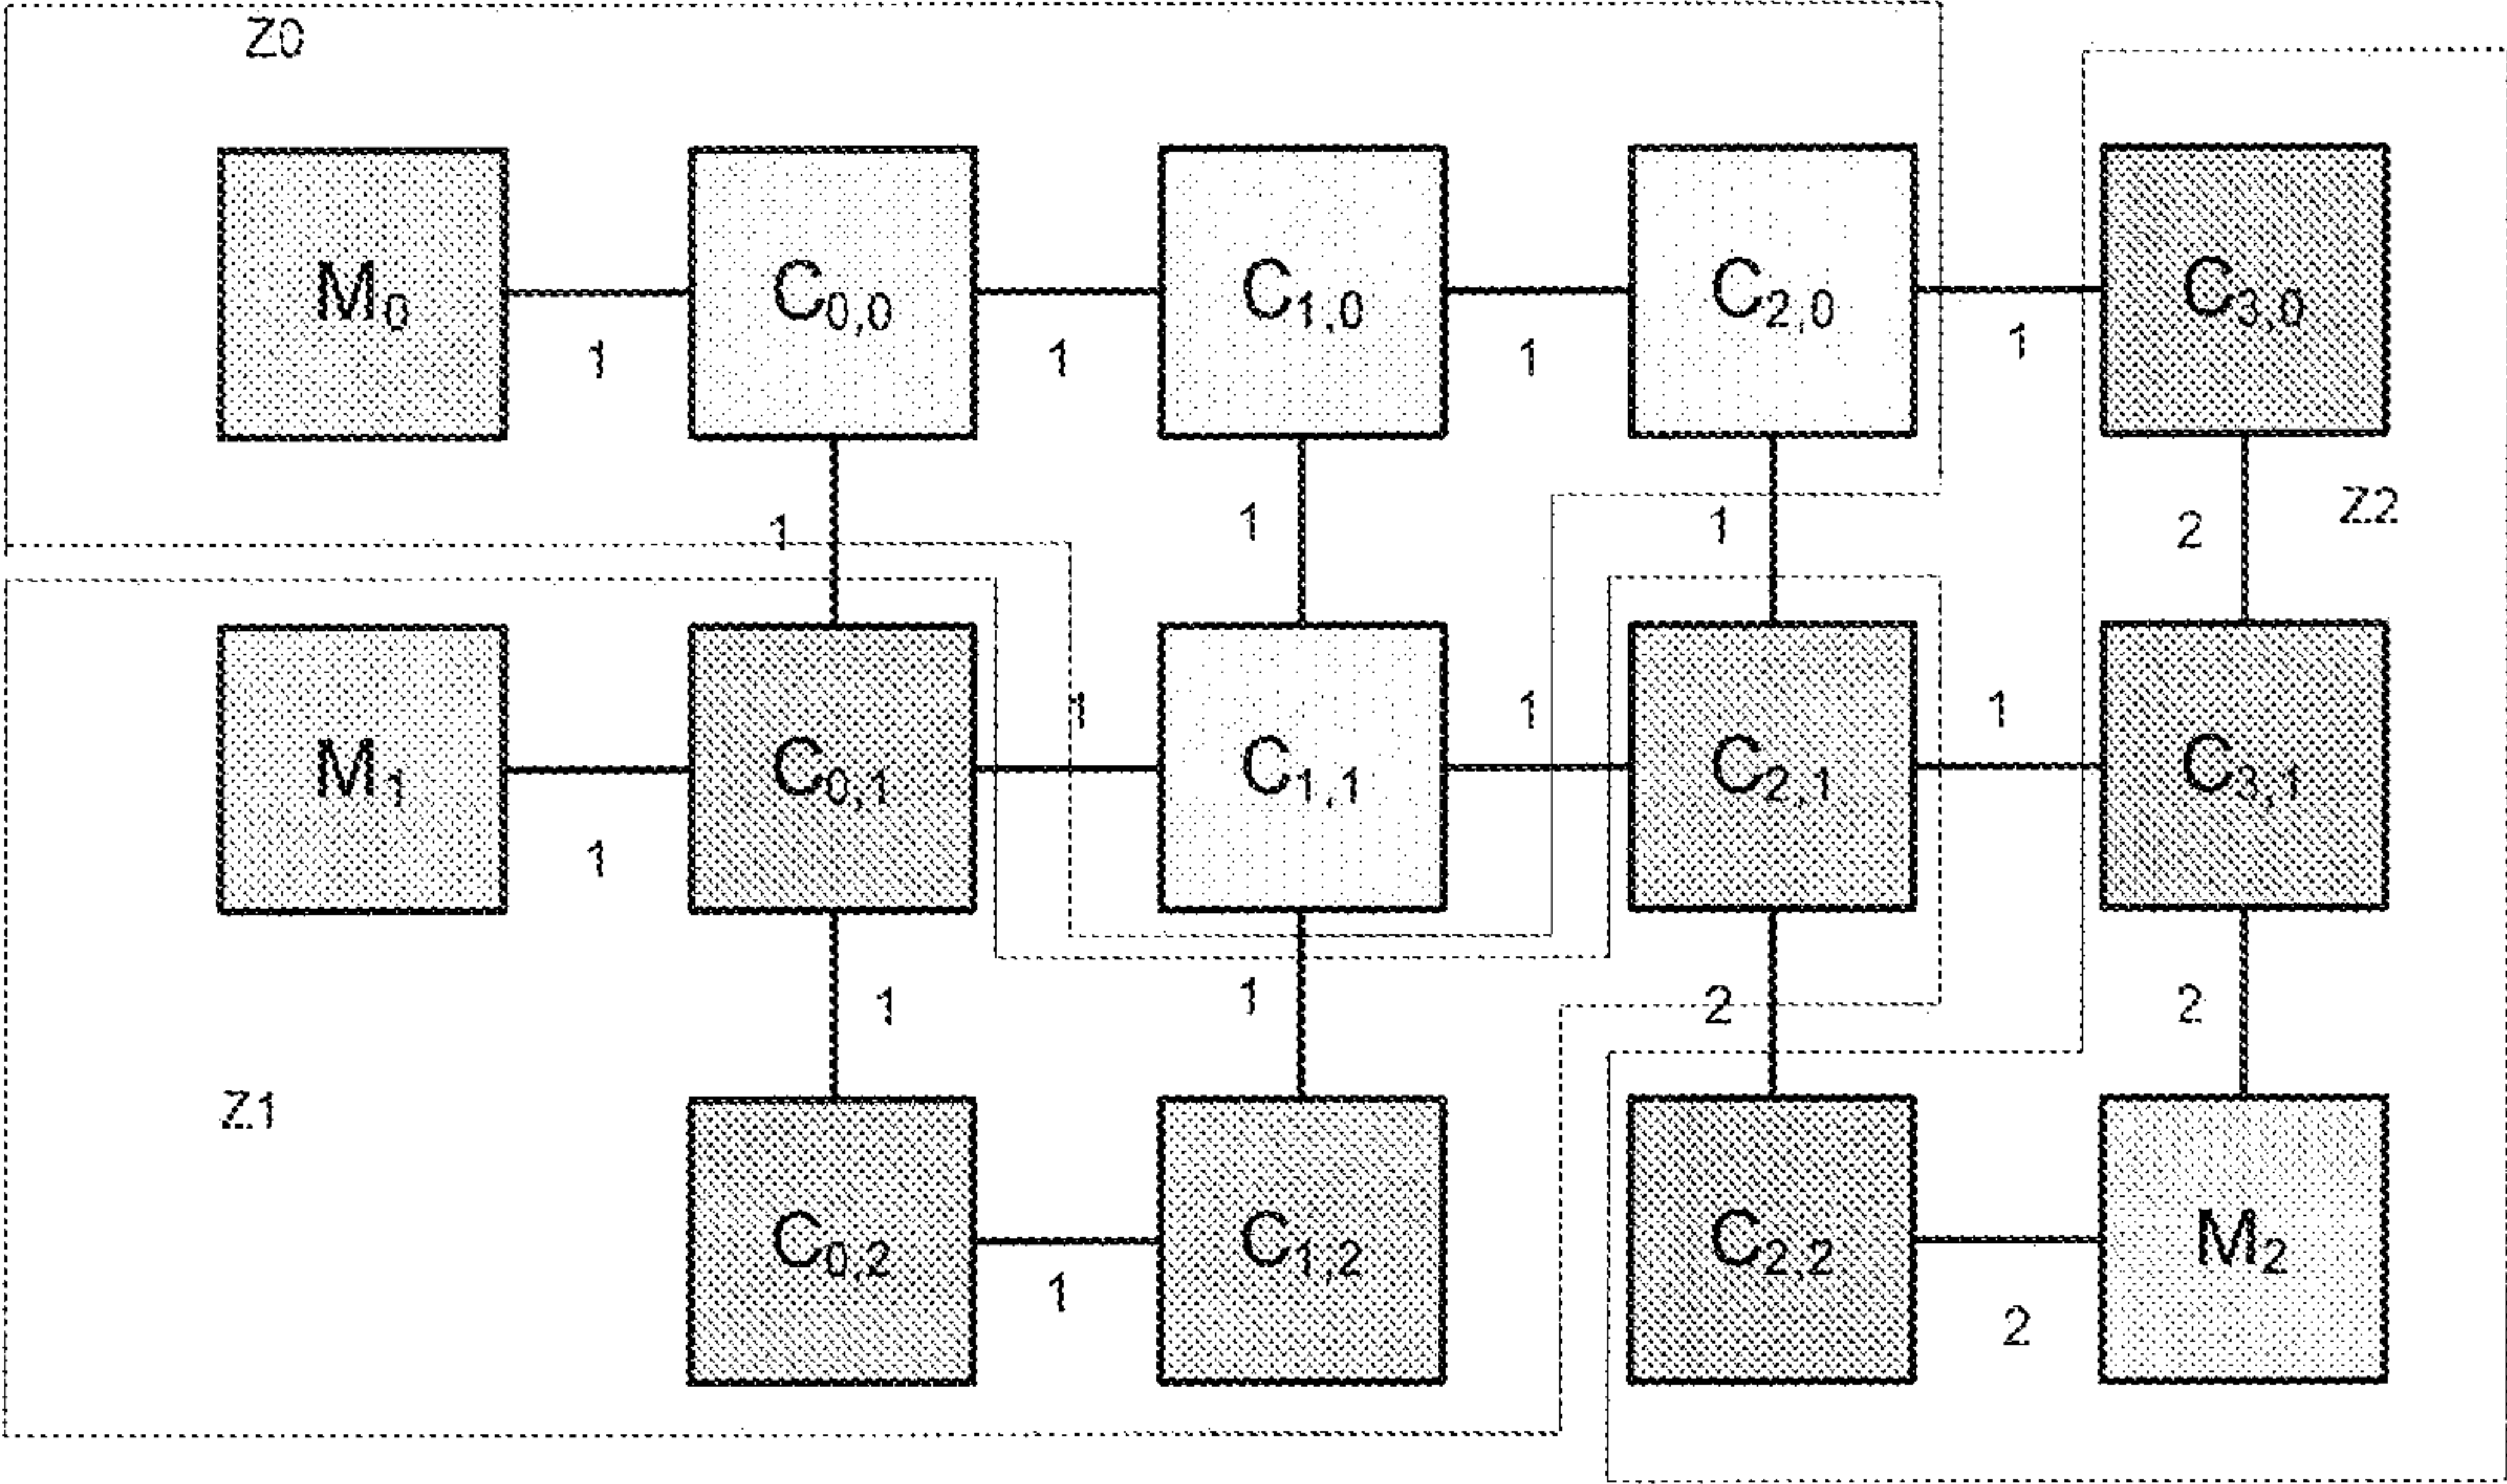 Z0
M0 C0,0 C1,0 C2,0 C3,0
1 1 1 1
1 1 1 2 Z2
M1 C0,1 C1,1 C2,1 C3,1
1 1 1
1
1 1 2 2
Z1
C0,2 C1,2 C2,2 M2
1 2